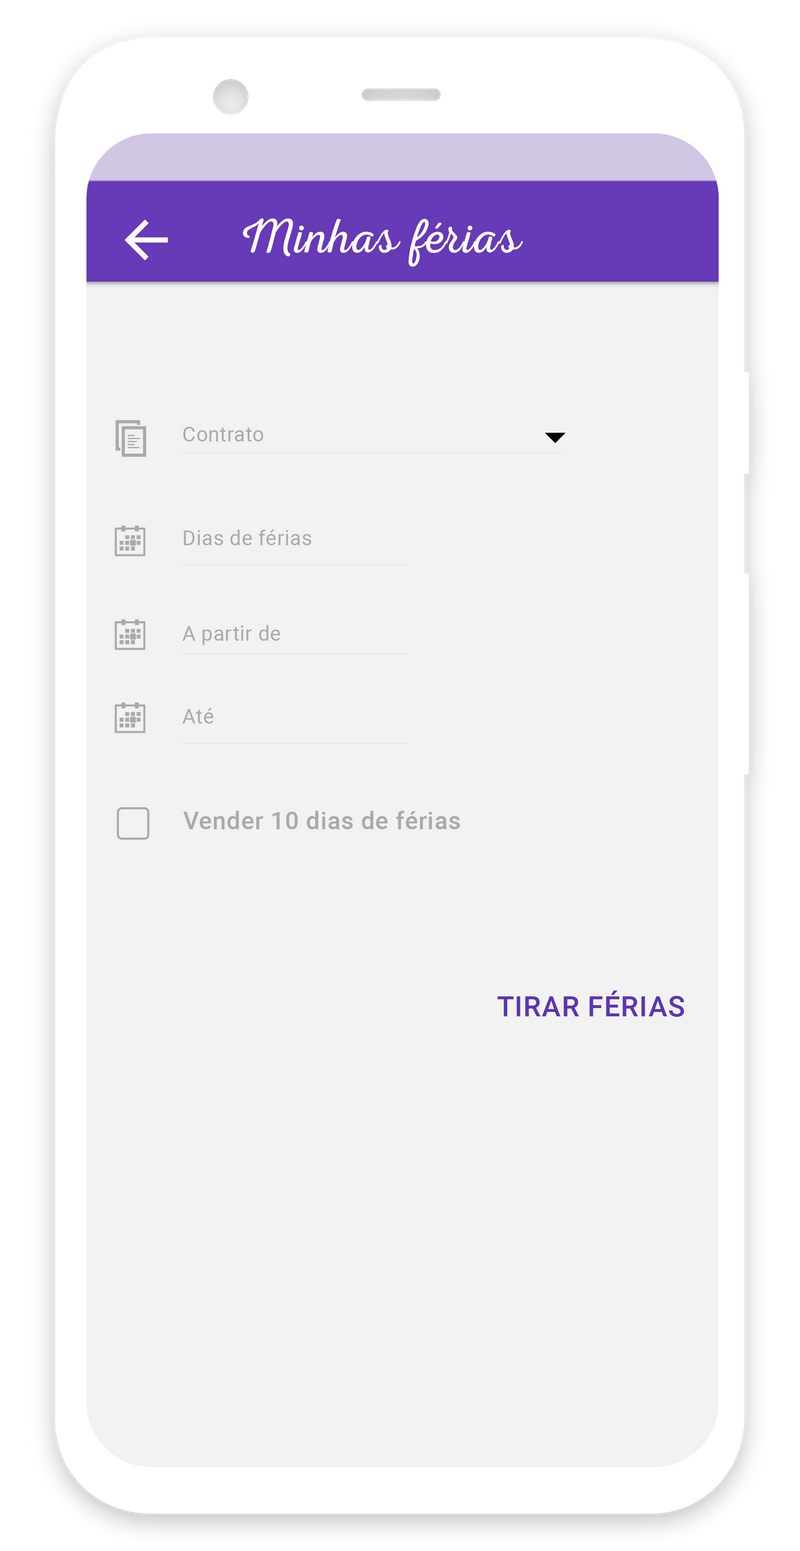 Minhas férias
Contrato
Dias de férias
A partir de
Até
Vender 10 dias de férias
TIRAR FÉRIAS